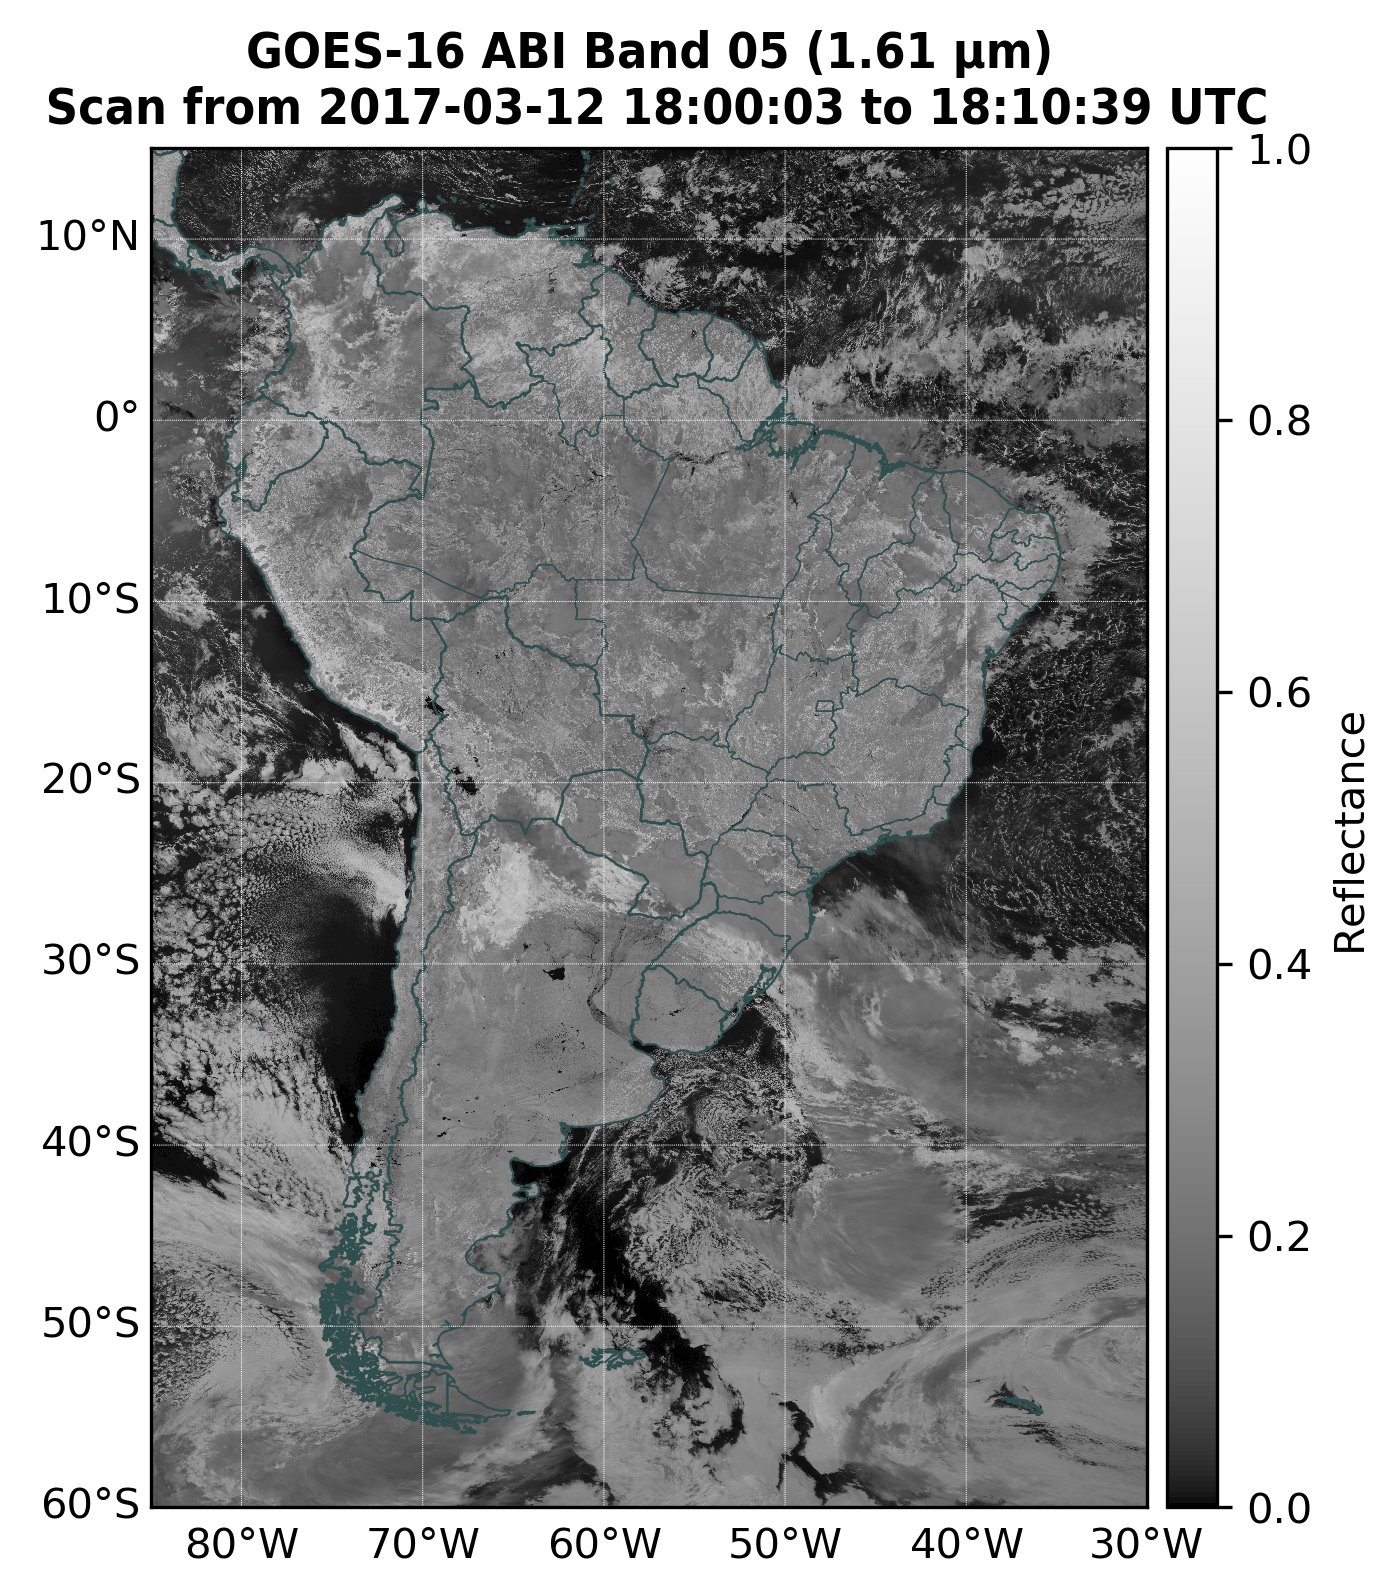 GOES-16 ABI Band 05 (1.61 µm)
Scan from 2017-03-12 18:00:03 to 18:10:39 UTC
10°N
0°
10°S
20°S
30°S
40°S
50°S
60°S
80°W
70°W
60°W
50°W
40°W
30°W
1.0
0.8
0.6
0.4
0.2
0.0
Reflectance